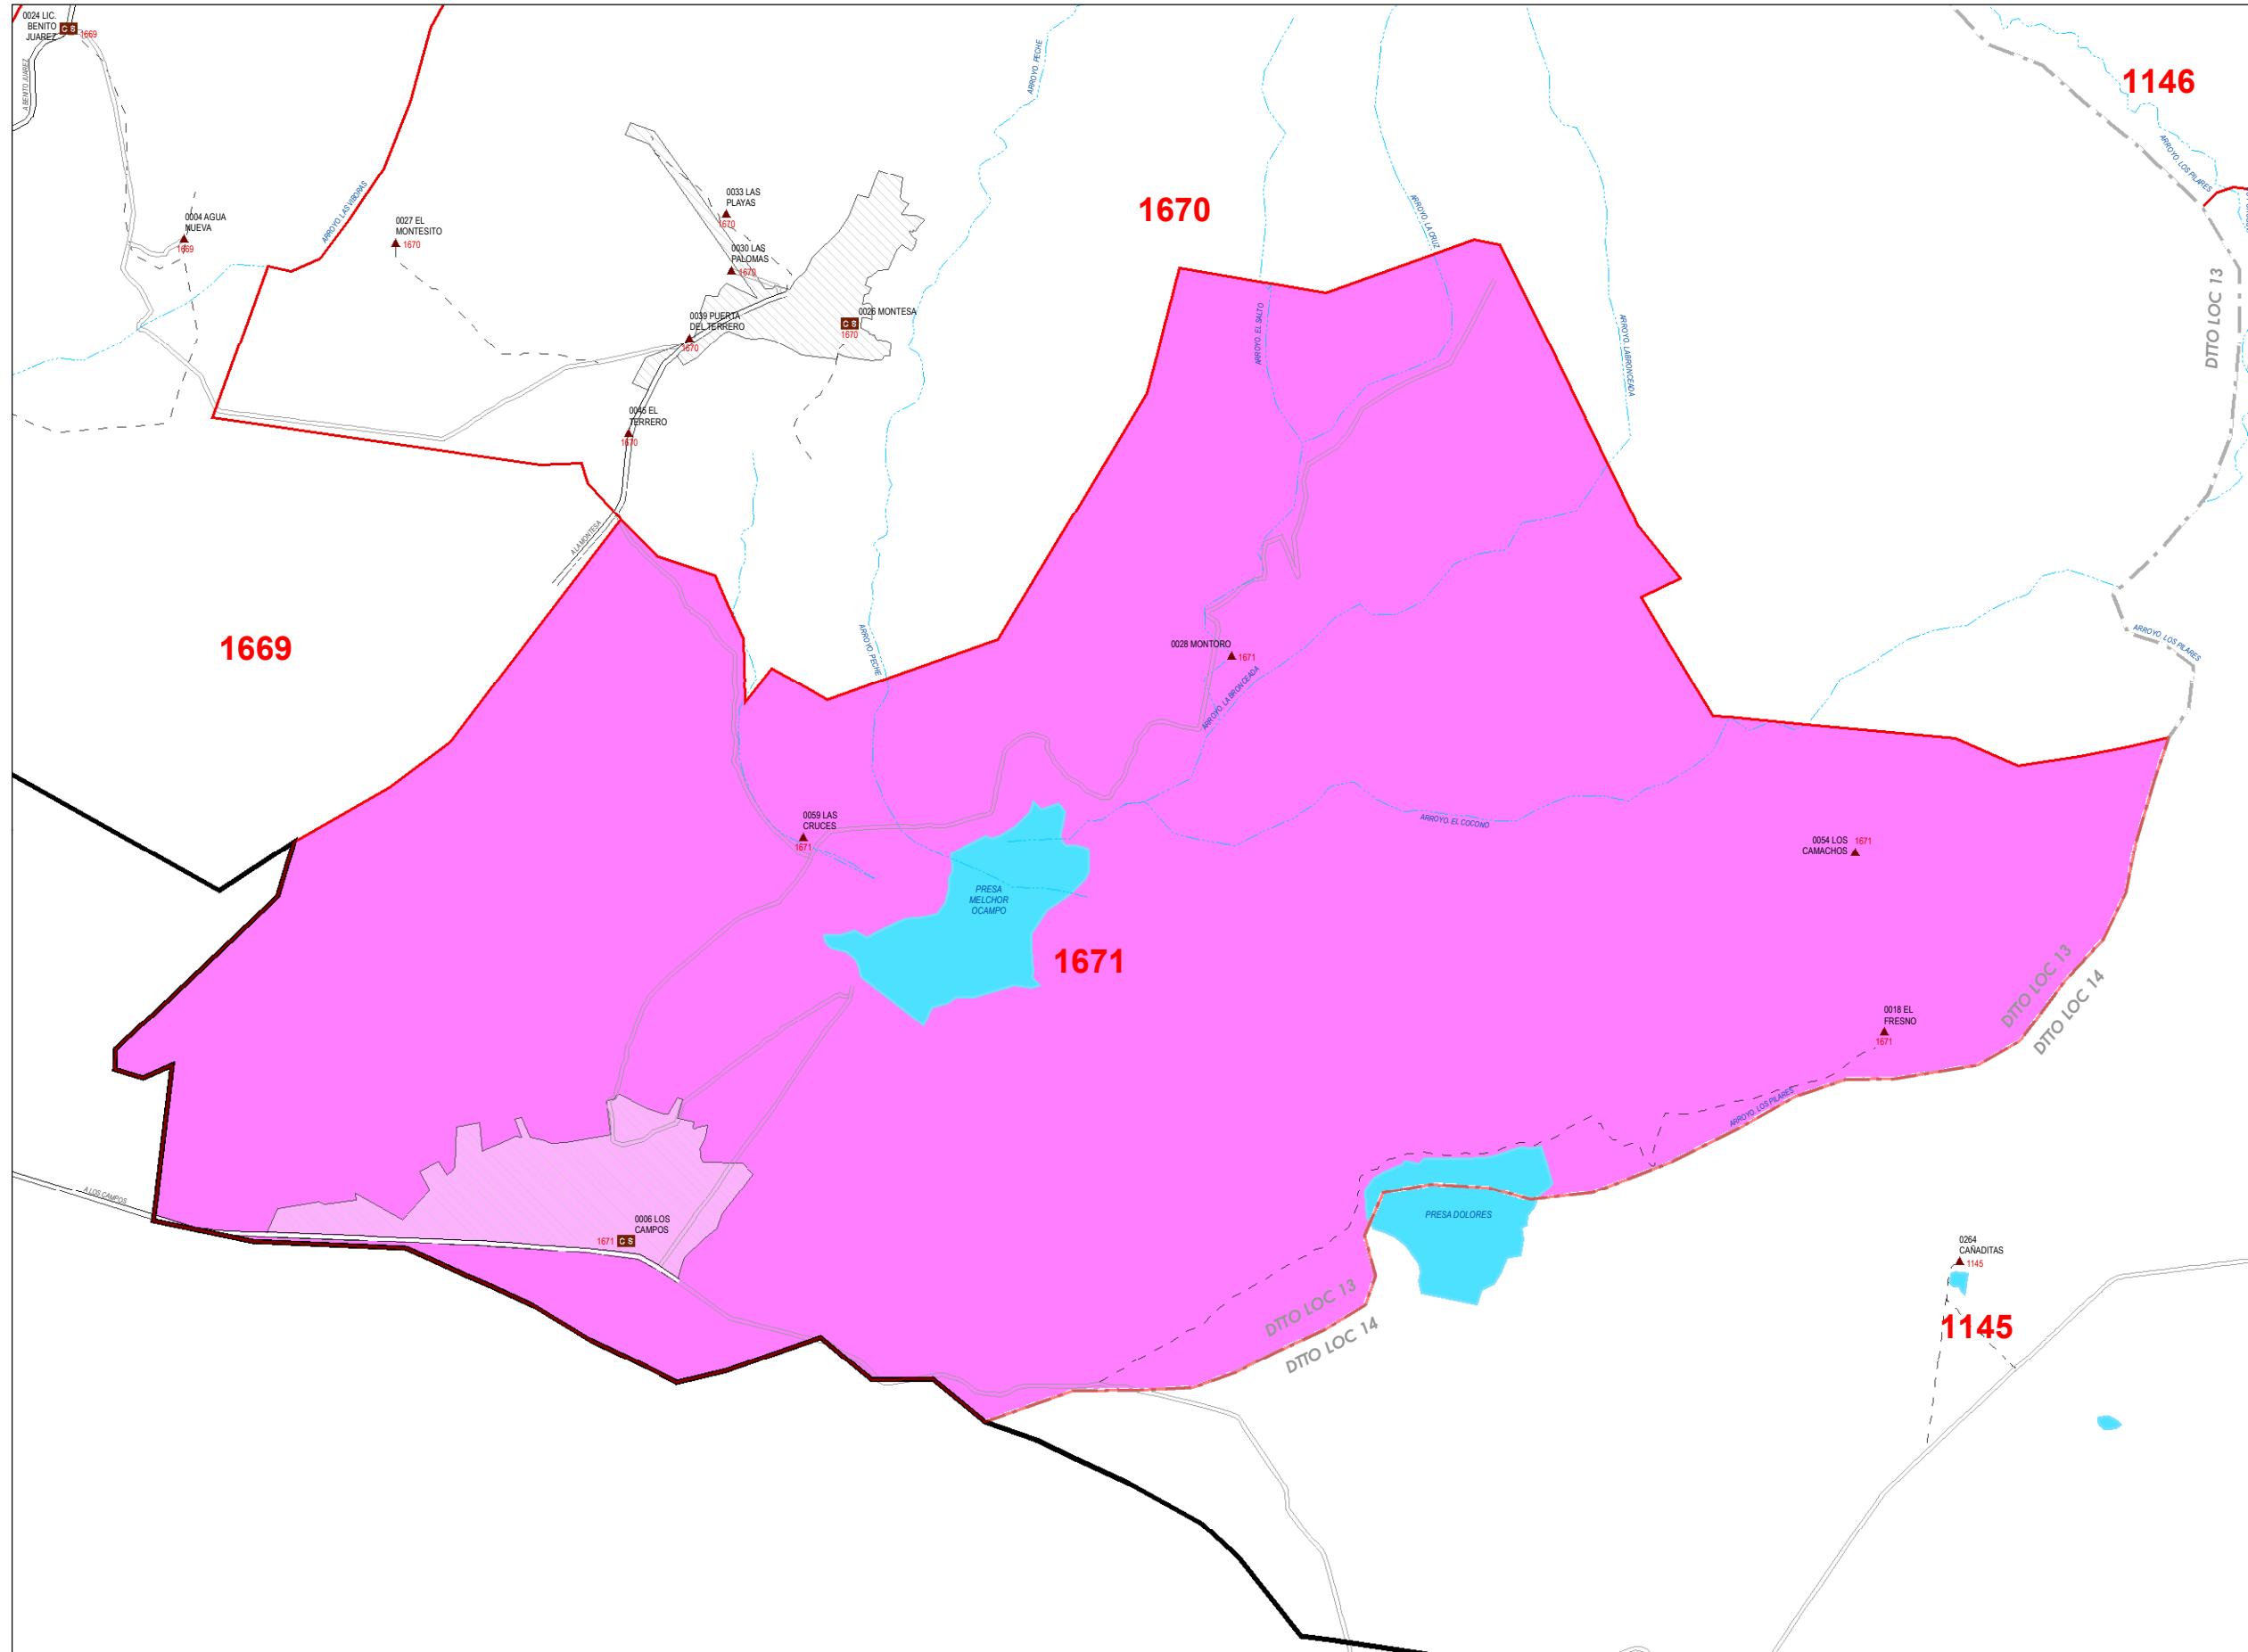 0024 LIC.
BENITO
JUAREZ
C S
1669
A BENITO JUAREZ
0004 AGUA
NUEVA
1669
ARROYO. LAS VIBORAS
0027 EL
MONTESITO
1670
0033 LAS
PLAYAS
1670
0030 LAS
PALOMAS
1670
0039 PUERTA
DEL TERRERO
1670
0026 MONTESA
C S
1670
0045 EL
TERRERO
1670
A LA MONTESA
ARROYO. PECHE
1670
ARROYO. LA CRUZ
ARROYO. EL SALTO
ARROYO. LABRONCEADA
1146
ARROYO. LOS PILARES
DTTO LOC 13
ARROYO. LOS PILARES
1669
ARROYO. PECHE
0028 MONTORO
1671
ARROYO. LA BRONCEADA
0059 LAS
CRUCES
1671
ARROYO. EL COCONO
0054 LOS
CAMACHOS
1671
PRESA
MELCHOR
OCAMPO
1671
DTTO LOC 13
DTTO LOC 14
0018 EL
FRESNO
1671
ARROYO. LOS PILARES
PRESA DOLORES
A LOS CAMPOS
0006 LOS
CAMPOS
1671
C S
DTTO LOC 13
DTTO LOC 14
0264
CAÑADITAS
1145
1145